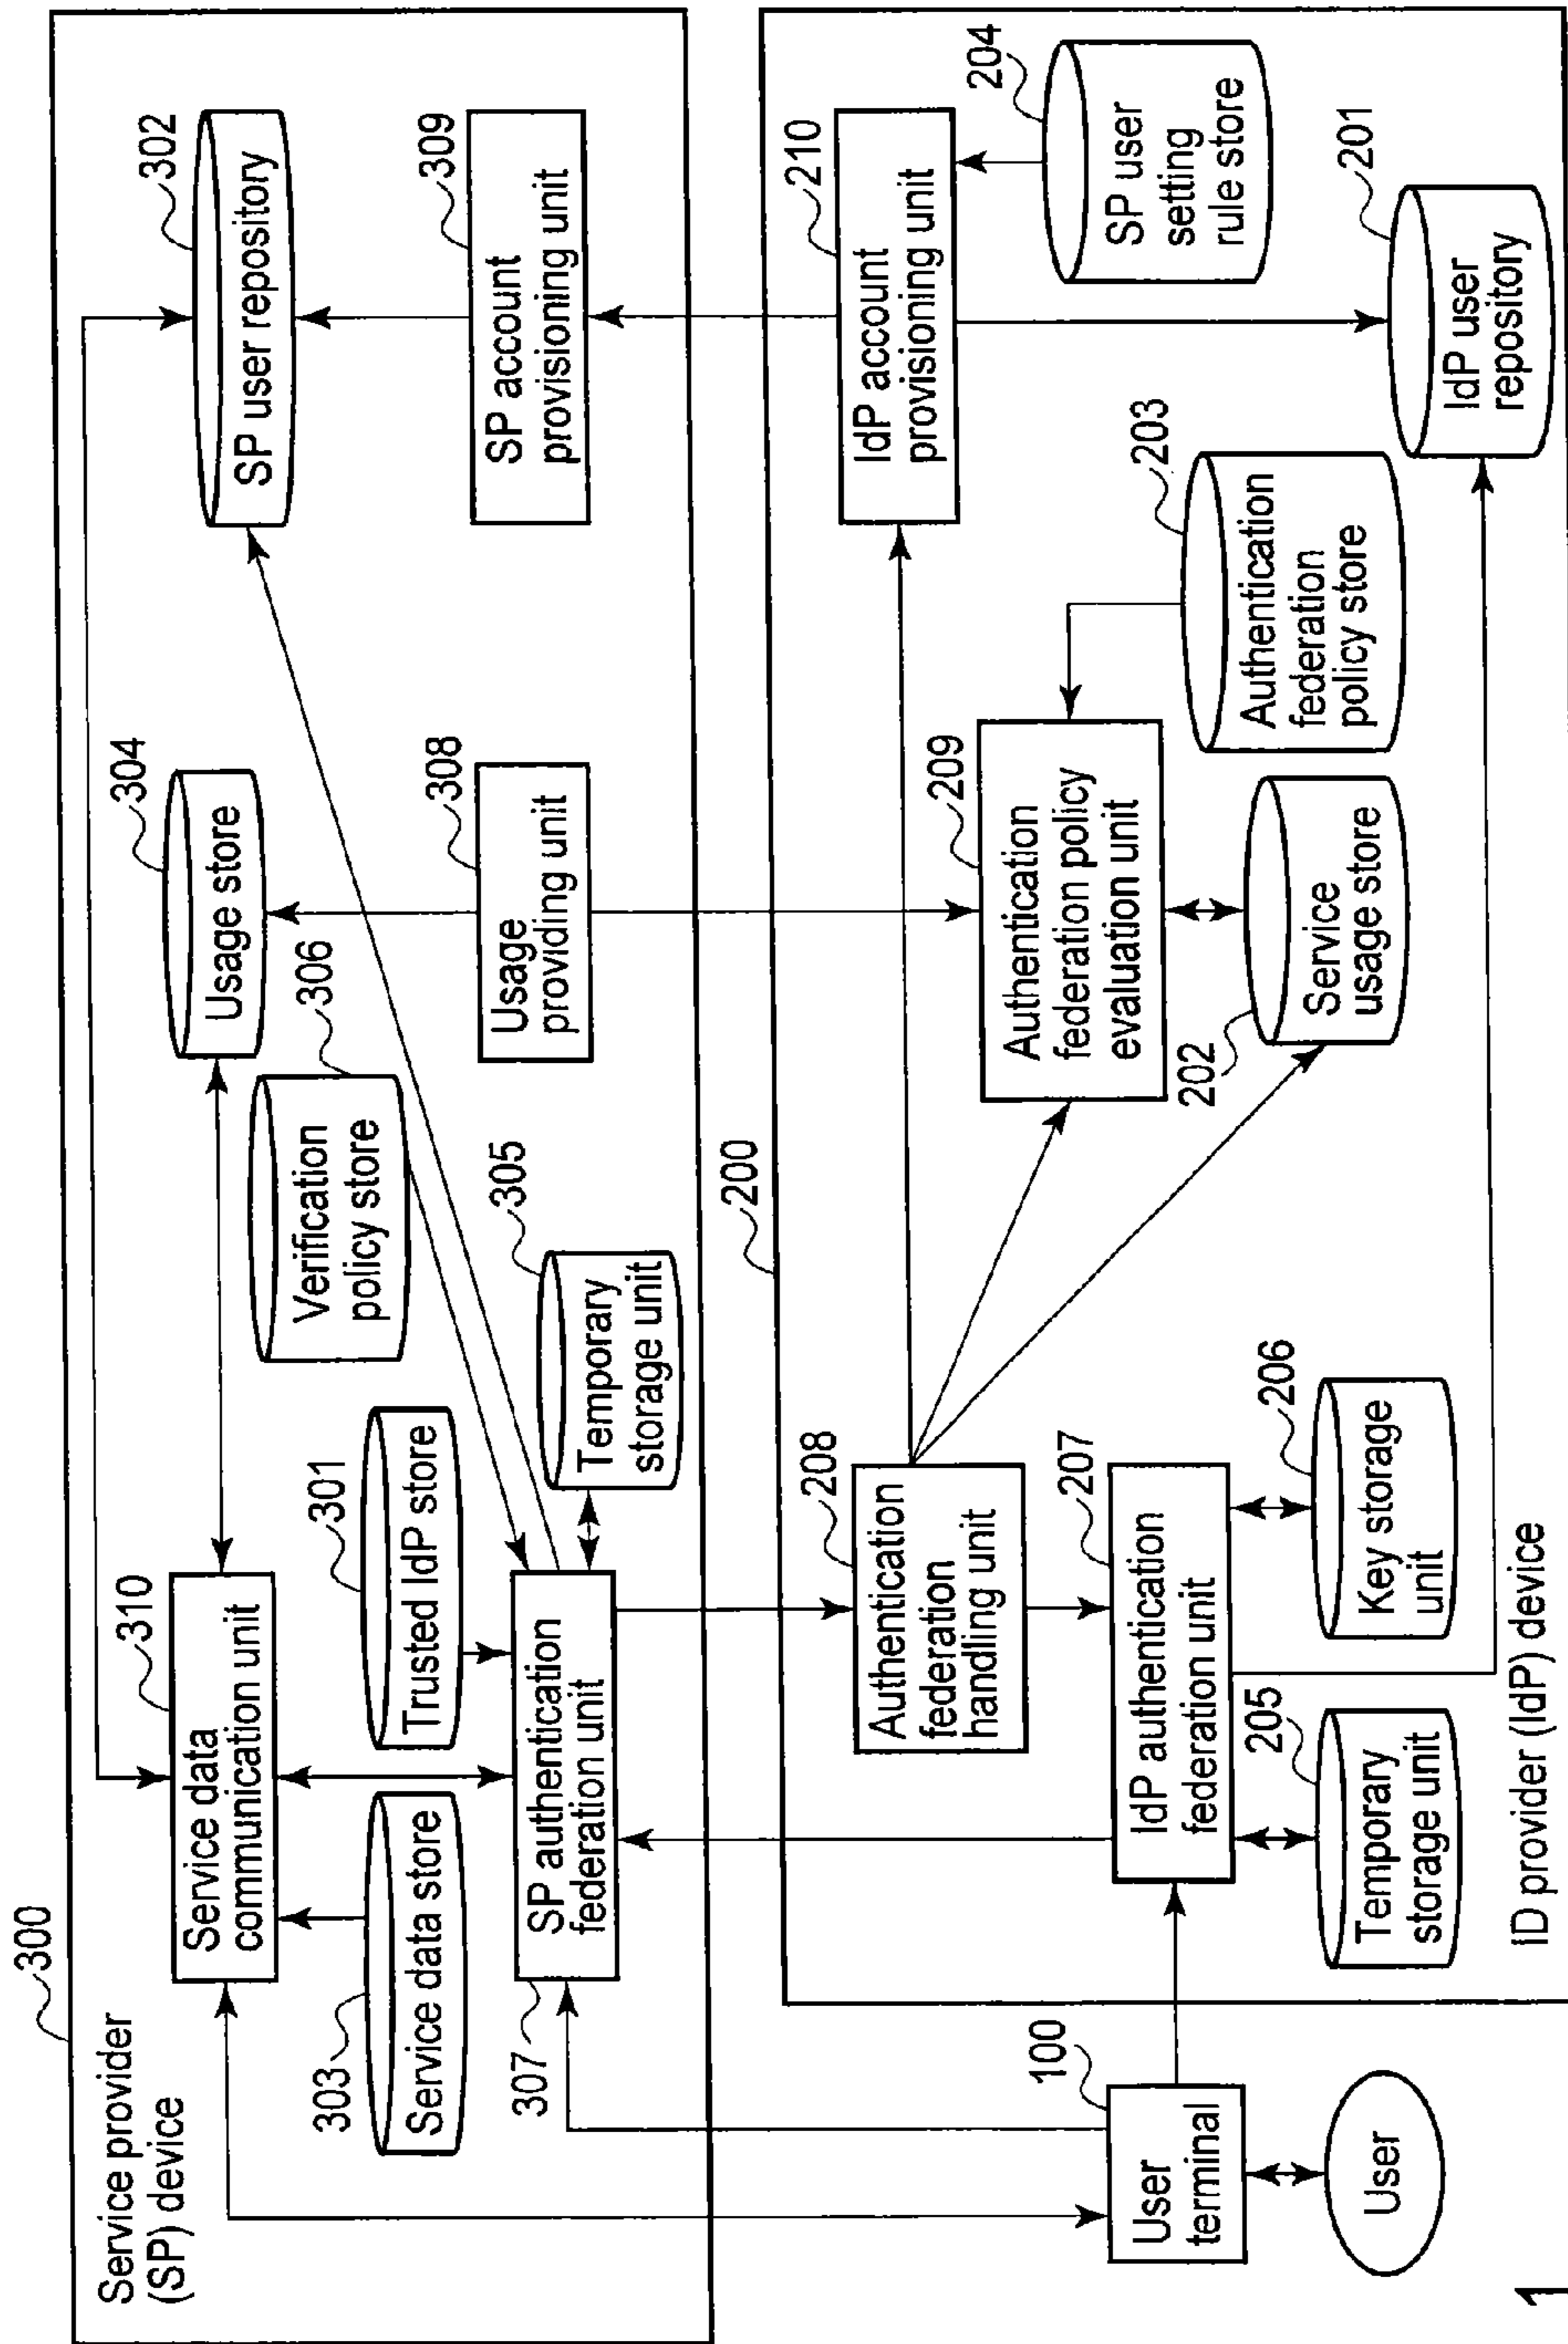 300
Service provider
(SP) device
310
Service data
communication unit
304
Usage store
302
SP user repository
303
Service data store
301
Trusted IdP store
Verification
policy store
306
307
SP authentication
federation unit
305
Temporary
storage unit
308
Usage
providing unit
309
SP account
provisioning unit
200
100
User
terminal
User
208
Authentication
federation
handling unit
207
IdP authentication
federation unit
205
Temporary
storage unit
206
Key storage
unit
209
Authentication
federation policy
evaluation unit
202
Service
usage store
203
Authentication
federation
policy store
210
IdP account
provisioning unit
204
SP user
setting
rule store
201
IdP user
repository
ID provider (IdP) device
1